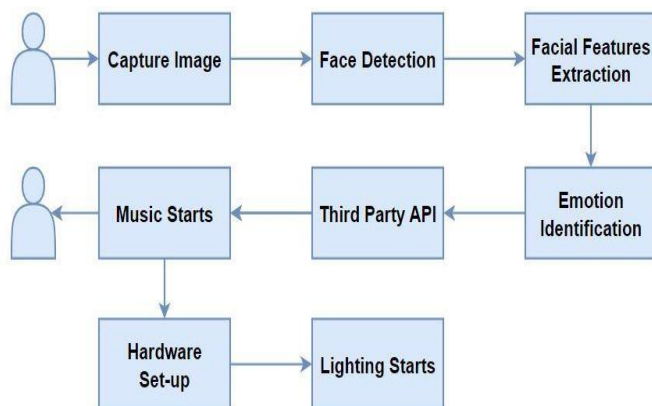 Capture Image
Face Detection
Facial Features
Extraction
Music Starts
Third Party API
Emotion
Identification
Hardware
Set-up
Lighting Starts